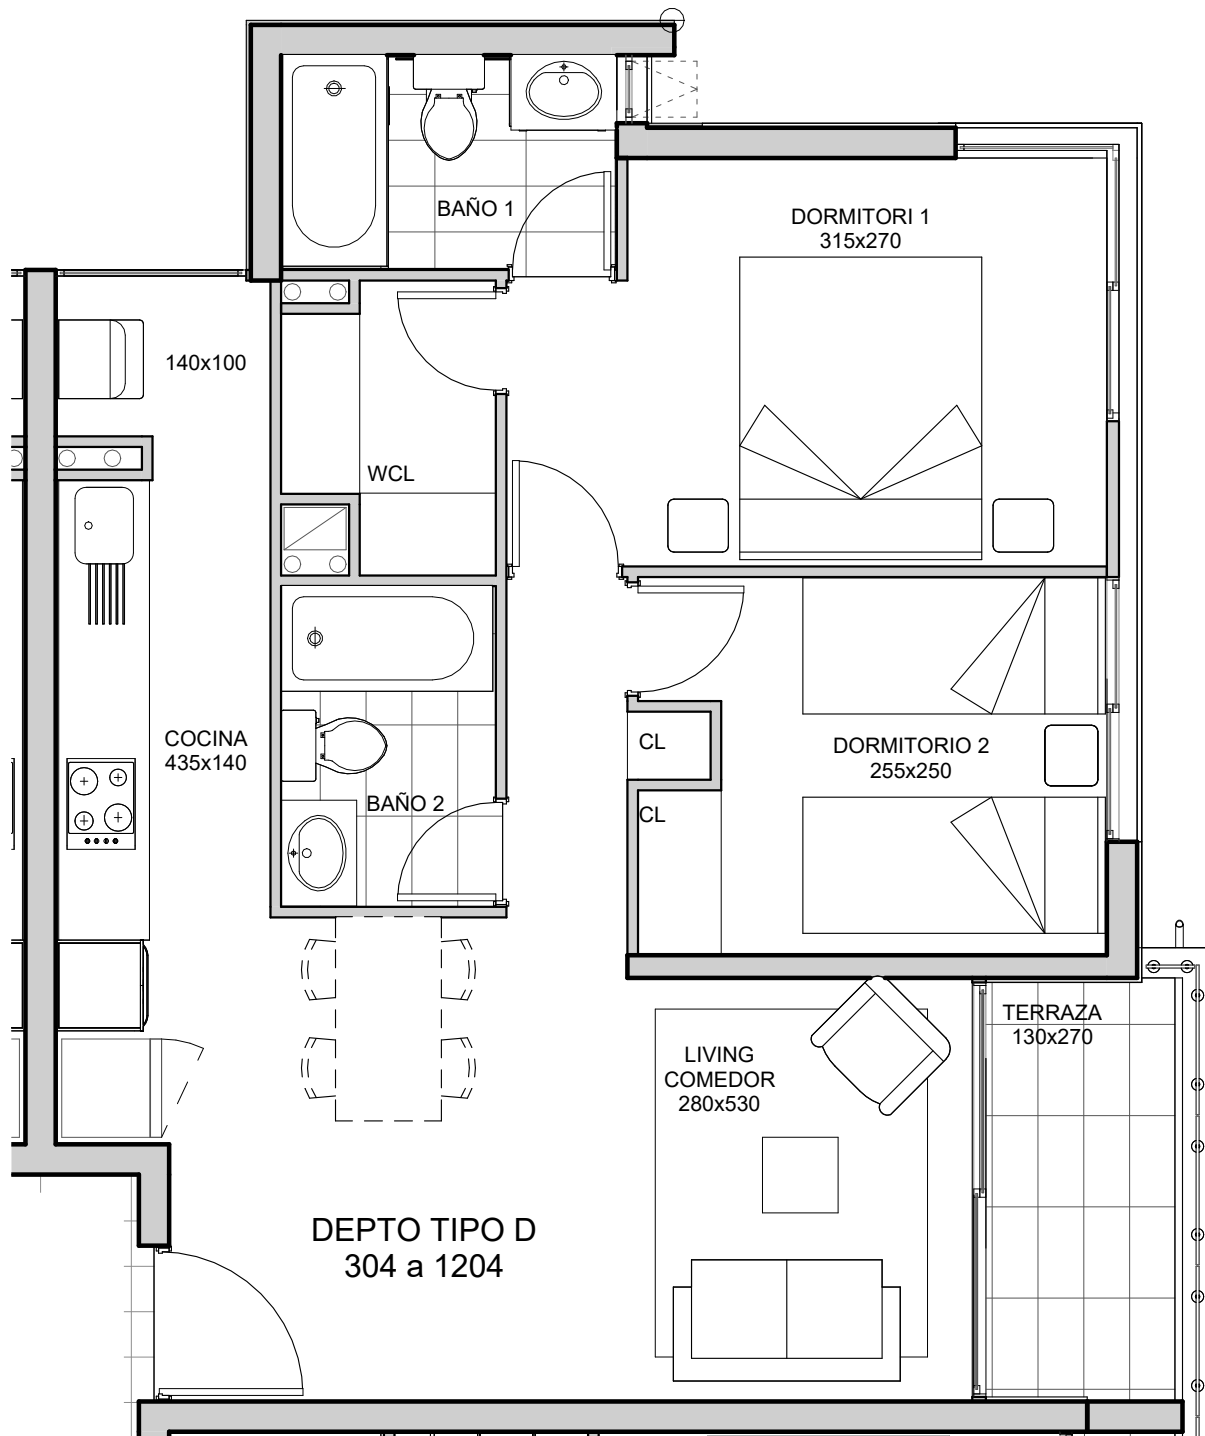 BAÑO 1
DORMITORI 1
315x270
140x100
WCL
COCINA
435x140
CL
DORMITORIO 2
255x250
BAÑO 2
CL
TERRAZA
130x270
LIVING
COMEDOR
280x530
DEPTO TIPO D
304 a 1204